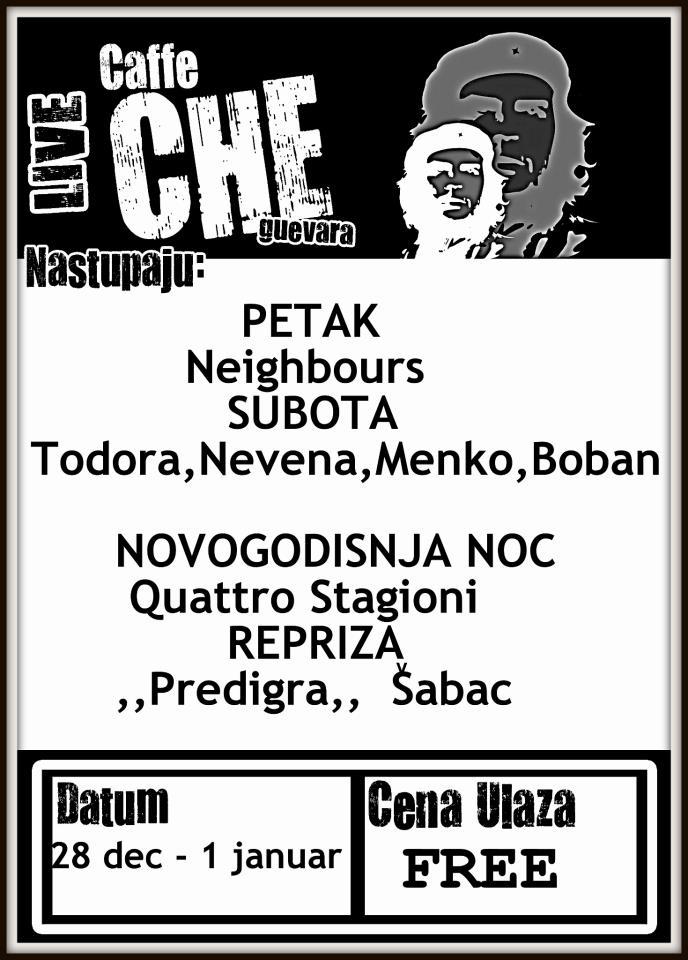 Caffe
LIVE
CHE
guevara
Nastupaju:
PETAK
Neighbours
SUBOTA
Todora,Nevena,Menko,Boban
NOVOGODISNJA NOC
Quattro Stagioni
REPRIZA
,,Predigra,, Šabac
Datum
28 dec - 1 januar
Cena Ulaza
FREE